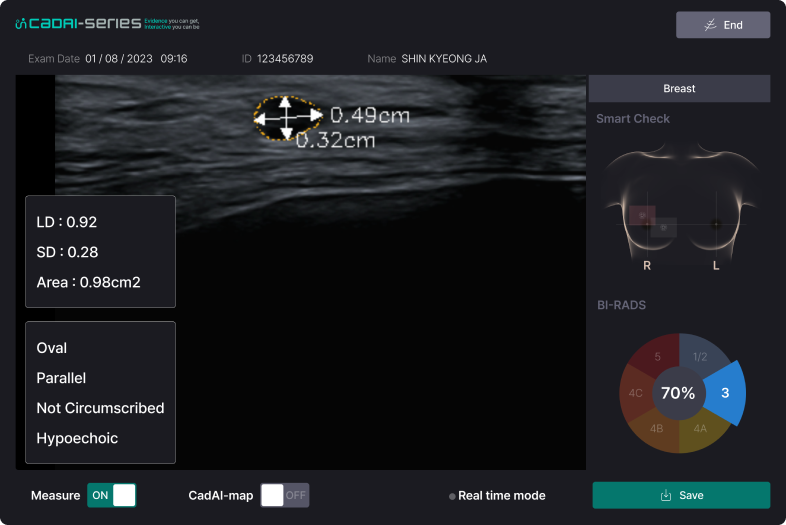 CADAI-SERIES Evidence you can get,
Interactive you can be
End
Exam Date 01 / 08 / 2023 09:16 ID 123456789 Name SHIN KYEONG JA
Breast
Smart Check
0.49cm
0.32cm
LD : 0.92
SD : 0.28
Area : 0.98cm2
R L
BI-RADS
Oval
Parallel
Not Circumscribed
Hypoechoic
5 1/2
4C 70% 3
4B 4A
Measure ON CadAI-map OFF Real time mode Save